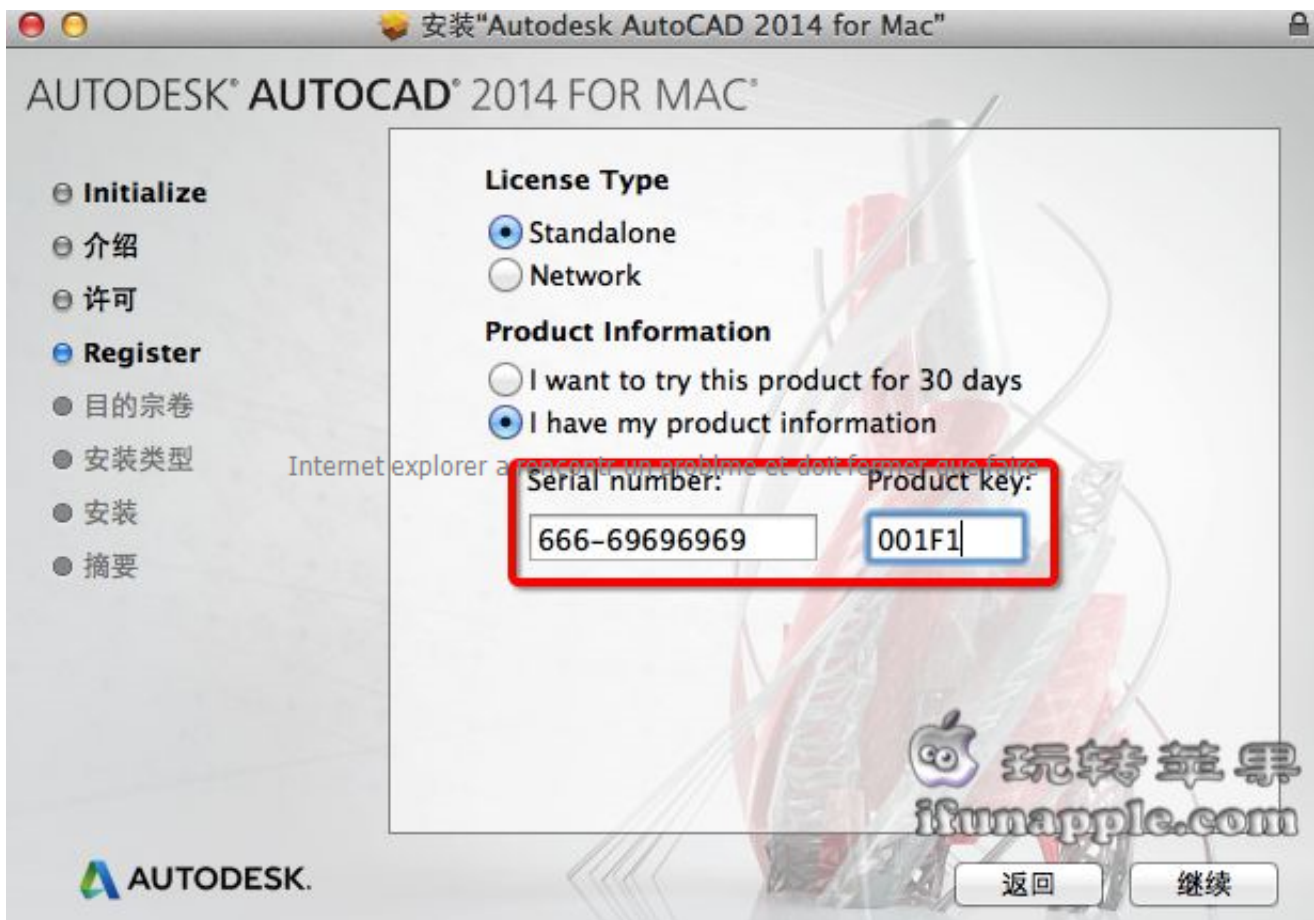 安装"Autodesk AutoCAD 2014 for Mac"
AUTODESK® AUTOCAD® 2014 FOR MAC®
Initialize
介绍
许可
Register
目的宗卷
安装类型
安装
摘要
License Type
Standalone
Network
Product Information
I want to try this product for 30 days
I have my product information
Internet explorer a rencontr un problme et doit fermer que faire
Serial number:
Product key:
666-69696969
001F1
玩转苹果
ifunapple.com
AUTODESK.
返回
继续